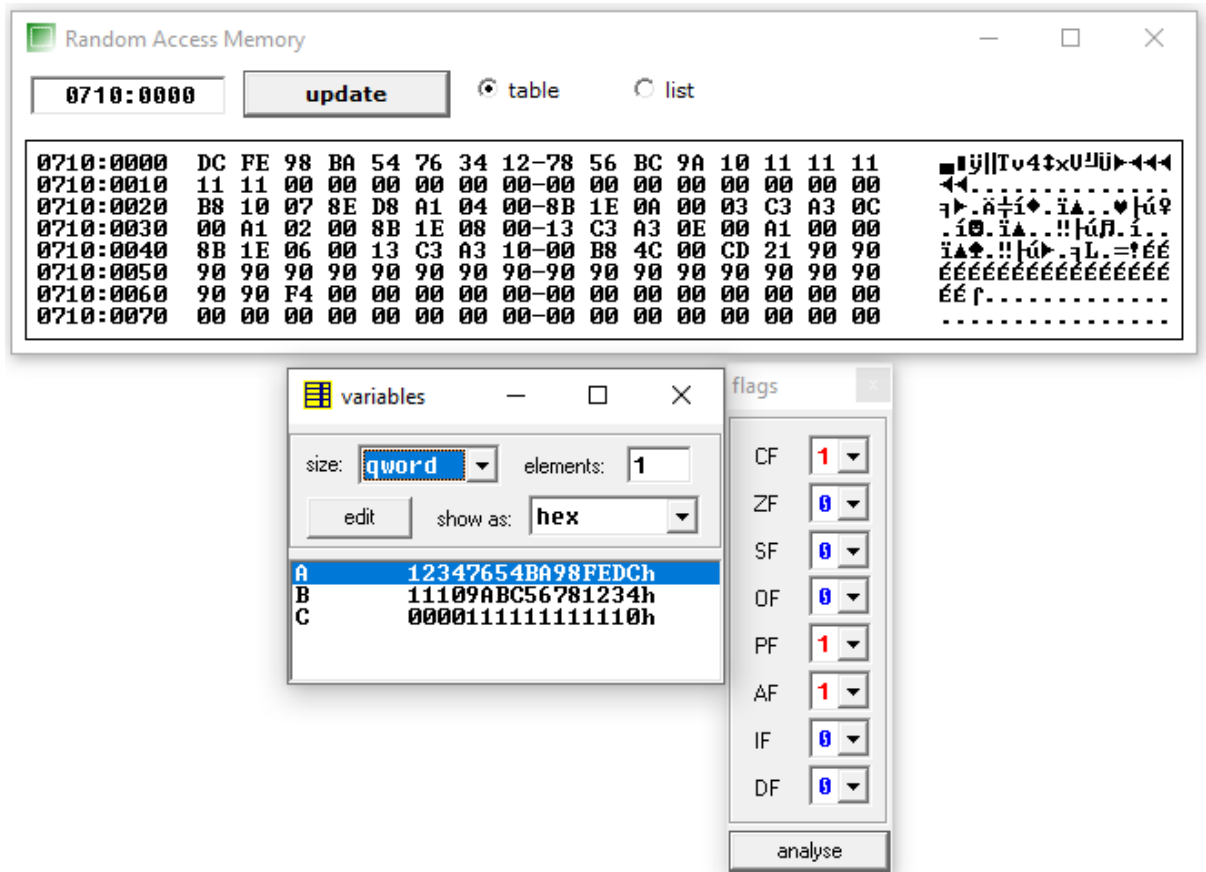 Random Access Memory
0710:0000 update table list
0710:0000 DC FE 98 BA 54 76 34 12-78 56 BC 9A 10 11 11 11 ▄■ÿ║Tv4↕xV╝Ü►◄◄◄
0710:0010 11 11 00 00 00 00 00 00-00 00 00 00 00 00 00 00 ◄◄..............
0710:0020 B8 10 07 8E D8 A1 04 00-8B 1E 0A 00 03 C3 A3 0C ╕►.Ä╪í♦.ï▲..♥├ú♀
0710:0030 00 A1 02 00 8B 1E 08 00-13 C3 A3 0E 00 A1 00 00 .í☻.ï▲..‼├ú♫.í..
0710:0040 8B 1E 06 00 13 C3 A3 10-00 B8 4C 00 CD 21 90 90 ï▲♠.‼├ú►.╕L.═!ÉÉ
0710:0050 90 90 90 90 90 90 90 90-90 90 90 90 90 90 90 90 ÉÉÉÉÉÉÉÉÉÉÉÉÉÉÉÉ
0710:0060 90 90 F4 00 00 00 00 00-00 00 00 00 00 00 00 00 ÉÉ⌠.............
0710:0070 00 00 00 00 00 00 00 00-00 00 00 00 00 00 00 00 ................
variables
size: qword elements: 1
edit show as: hex
A 12347654BA98FEDCh
B 11109ABC56781234h
C 0000111111111110h
flags
CF 1
ZF 0
SF 0
OF 0
PF 1
AF 1
IF 0
DF 0
analyse